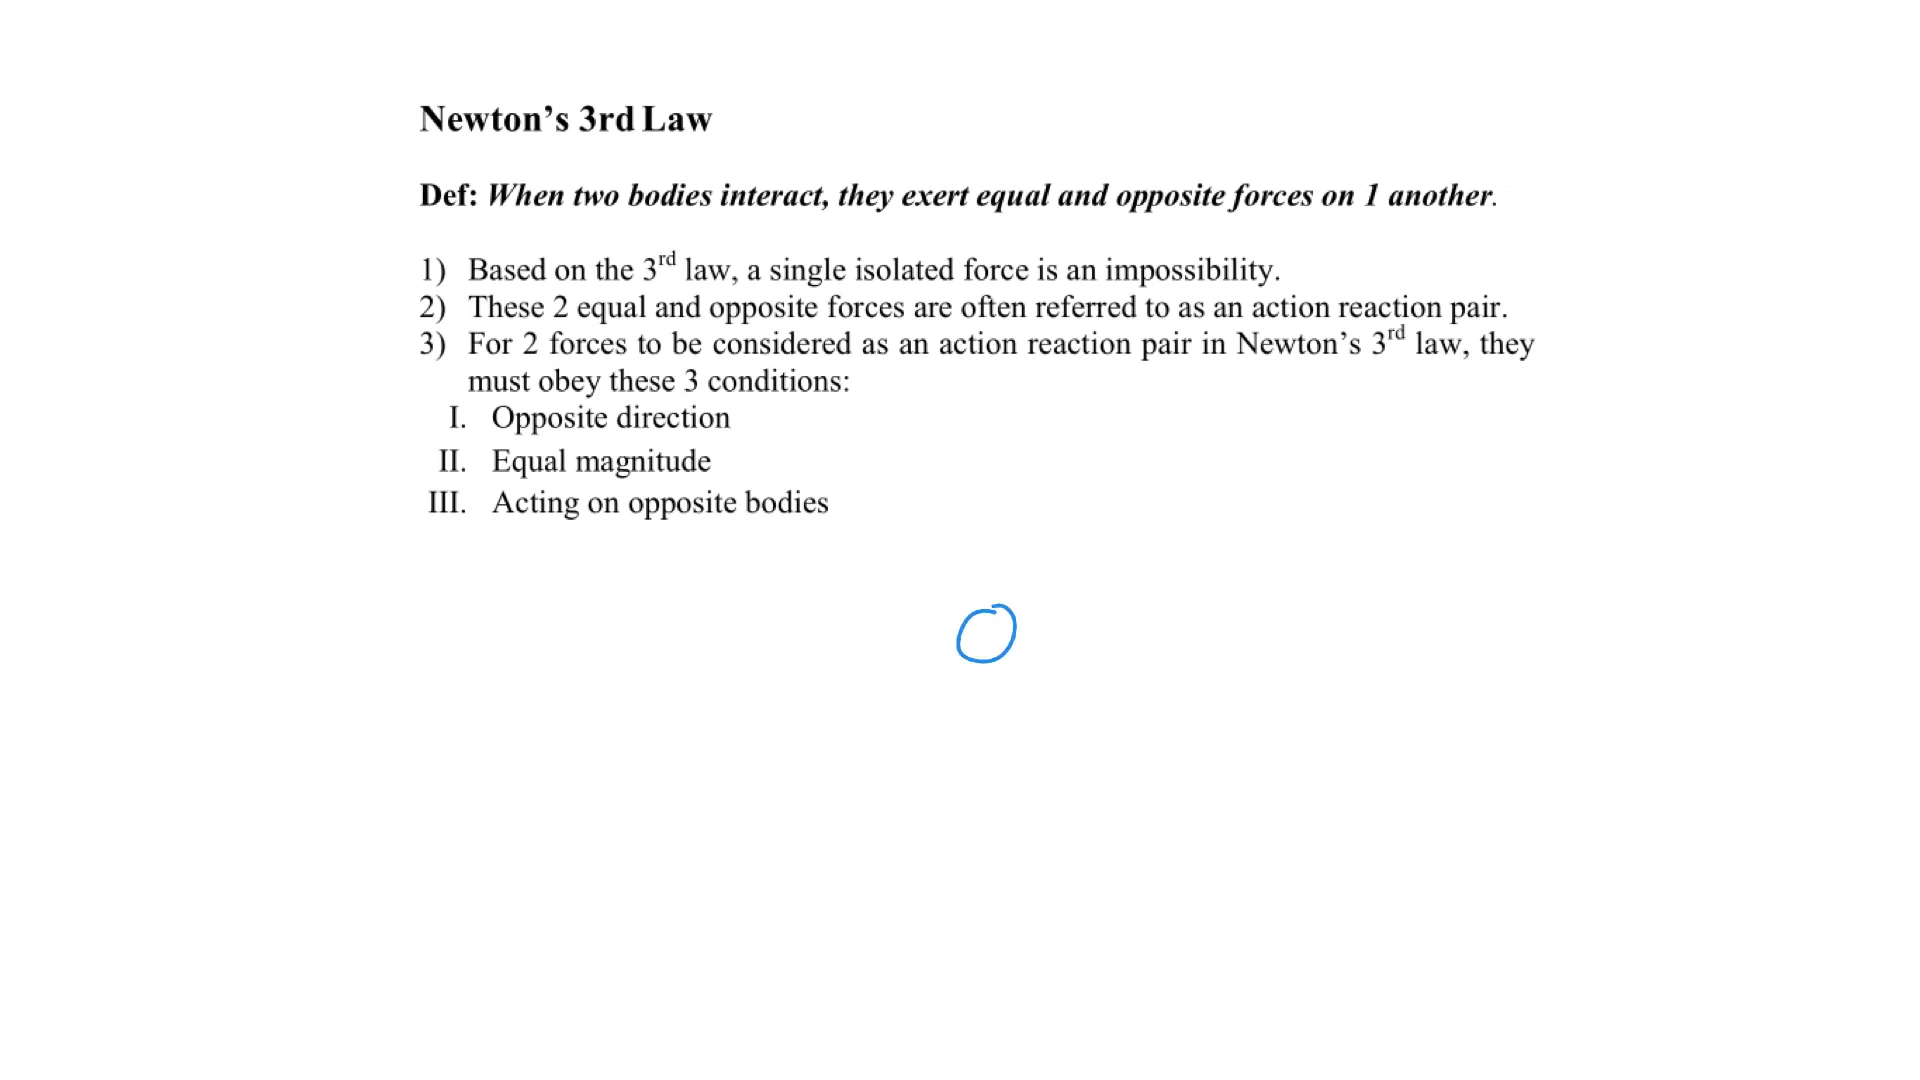 Newton’s 3rd Law
Def: When two bodies interact, they exert equal and opposite forces on 1 another.
1) Based on the 3rd law, a single isolated force is an impossibility.
2) These 2 equal and opposite forces are often referred to as an action reaction pair.
3) For 2 forces to be considered as an action reaction pair in Newton’s 3rd law, they
must obey these 3 conditions:
I. Opposite direction
II. Equal magnitude
III. Acting on opposite bodies